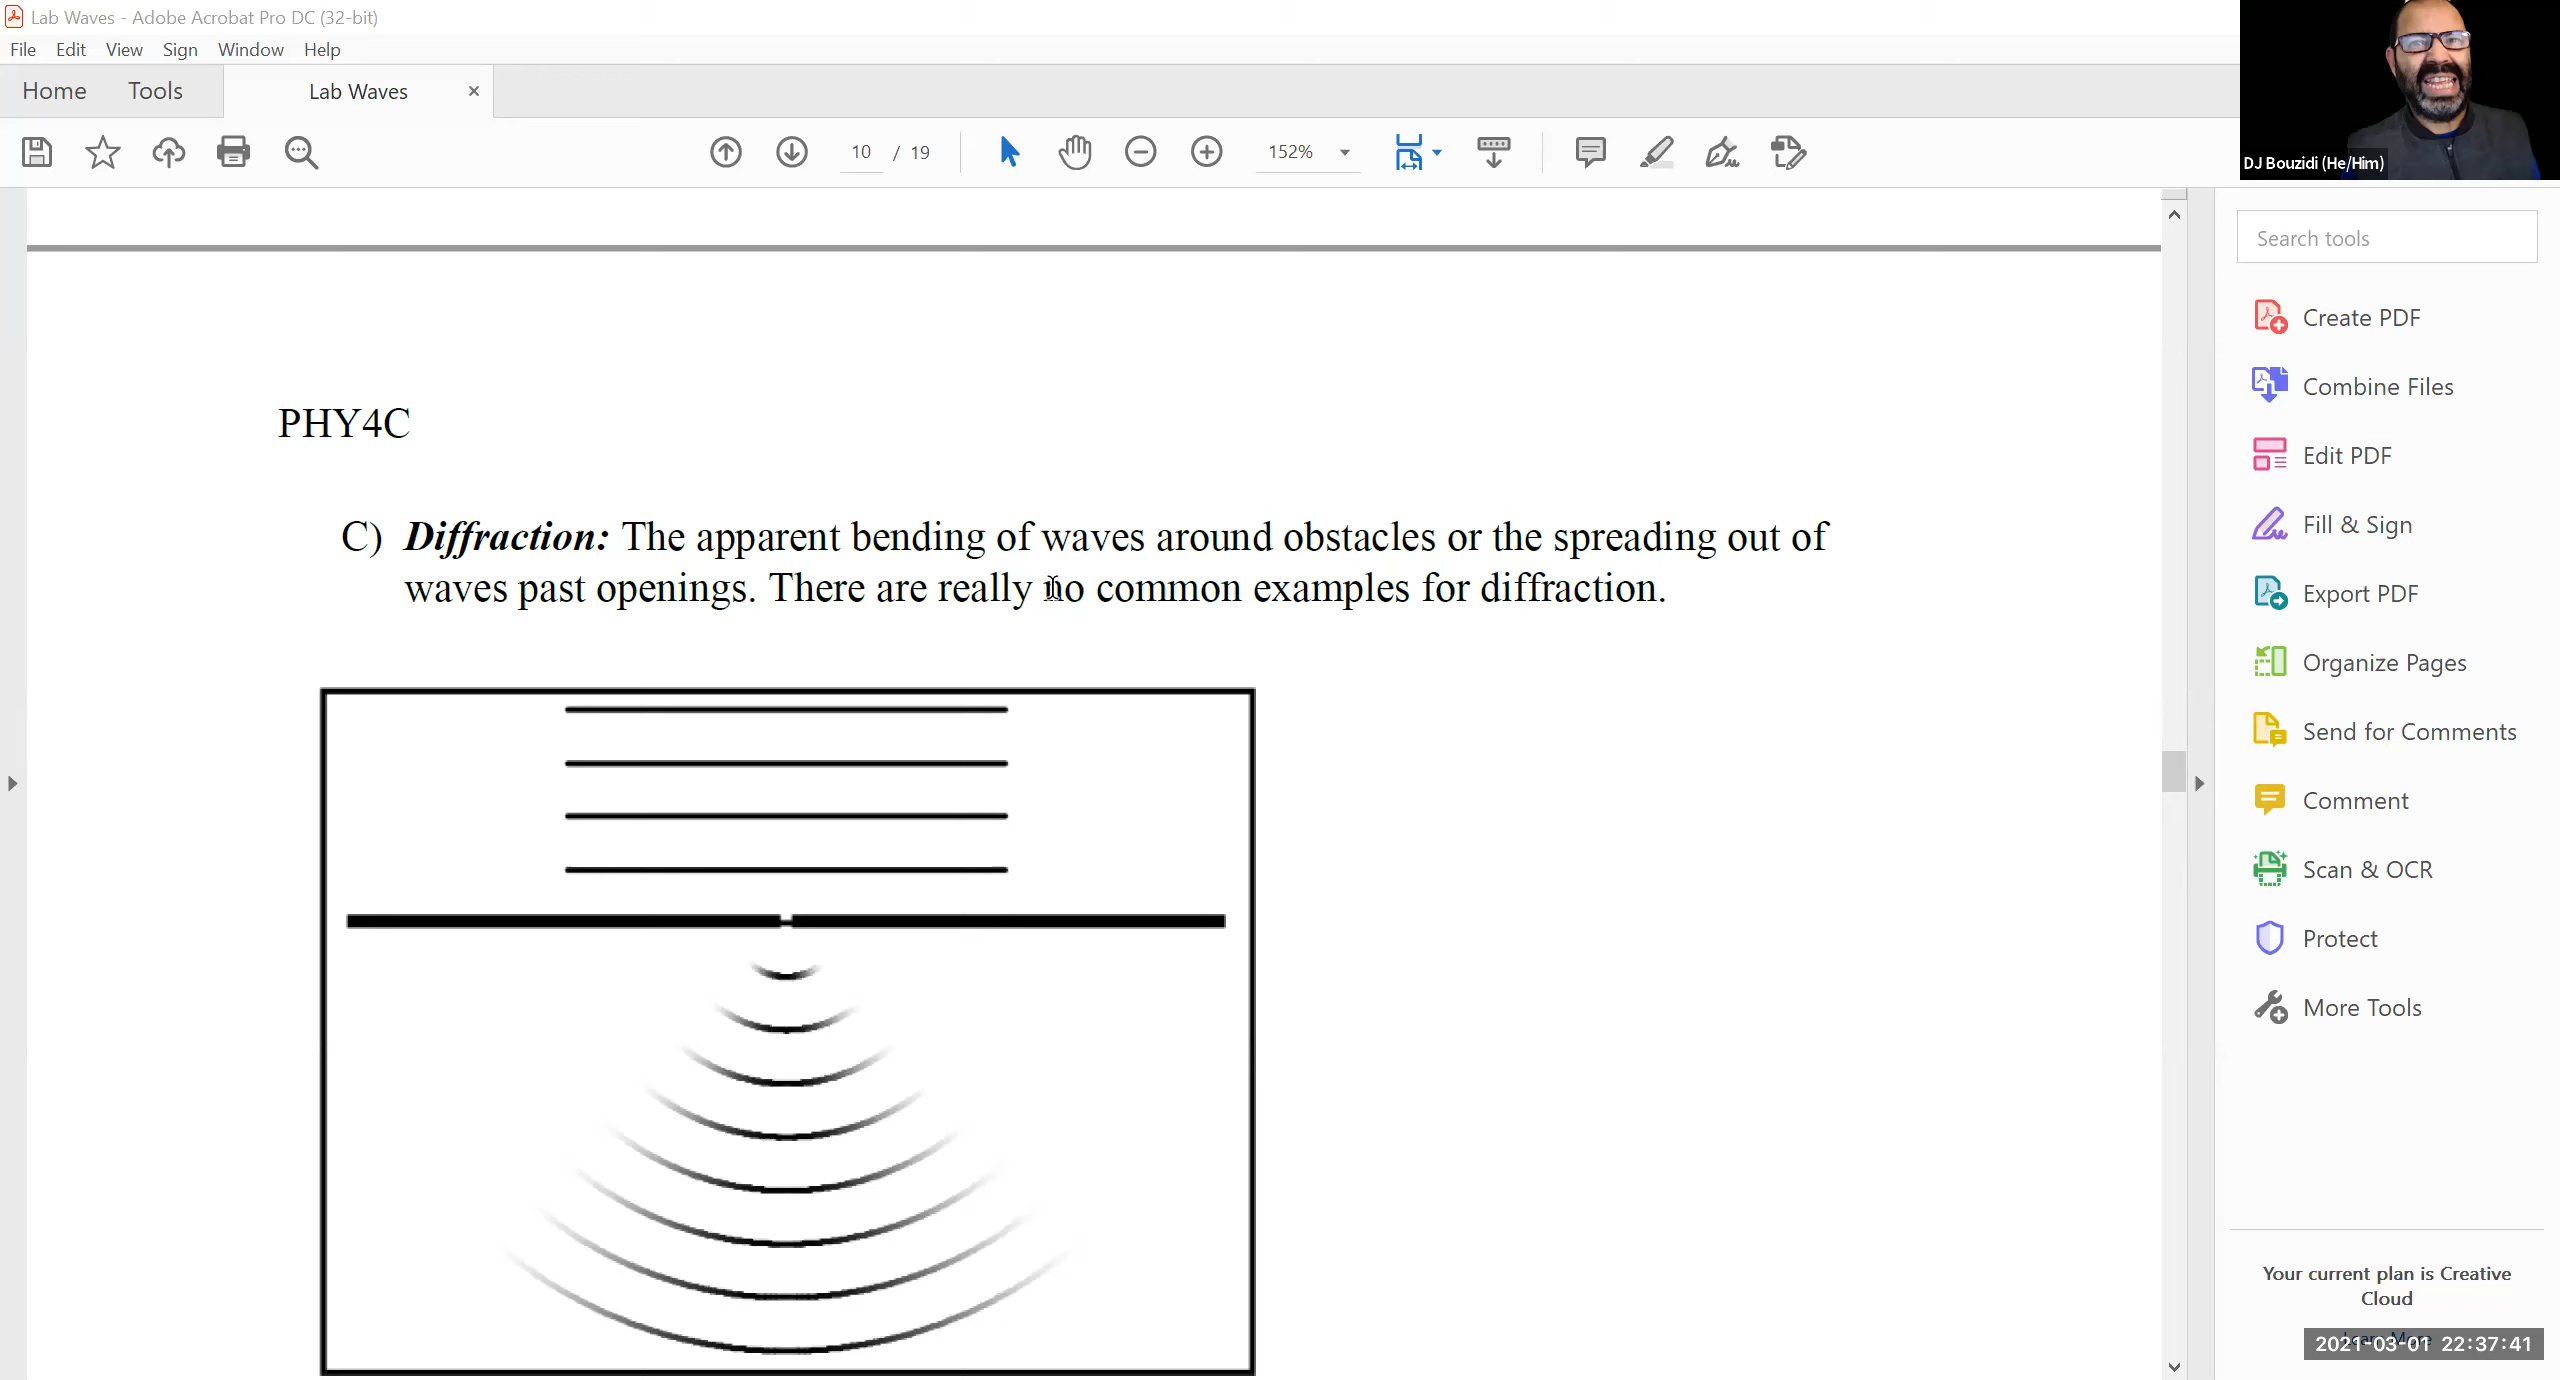 Lab Waves - Adobe Acrobat Pro DC (32-bit)
File Edit View Sign Window Help
Home Tools Lab Waves ×
10 / 19 152%
DJ Bouzidi (He/Him)
Search tools
PHY4C
C) Diffraction: The apparent bending of waves around obstacles or the spreading out of
waves past openings. There are really no common examples for diffraction.
Create PDF
Combine Files
Edit PDF
Fill & Sign
Export PDF
Organize Pages
Send for Comments
Comment
Scan & OCR
Protect
More Tools
Your current plan is Creative
Cloud
Learn More
2021-03-01 22:37:41